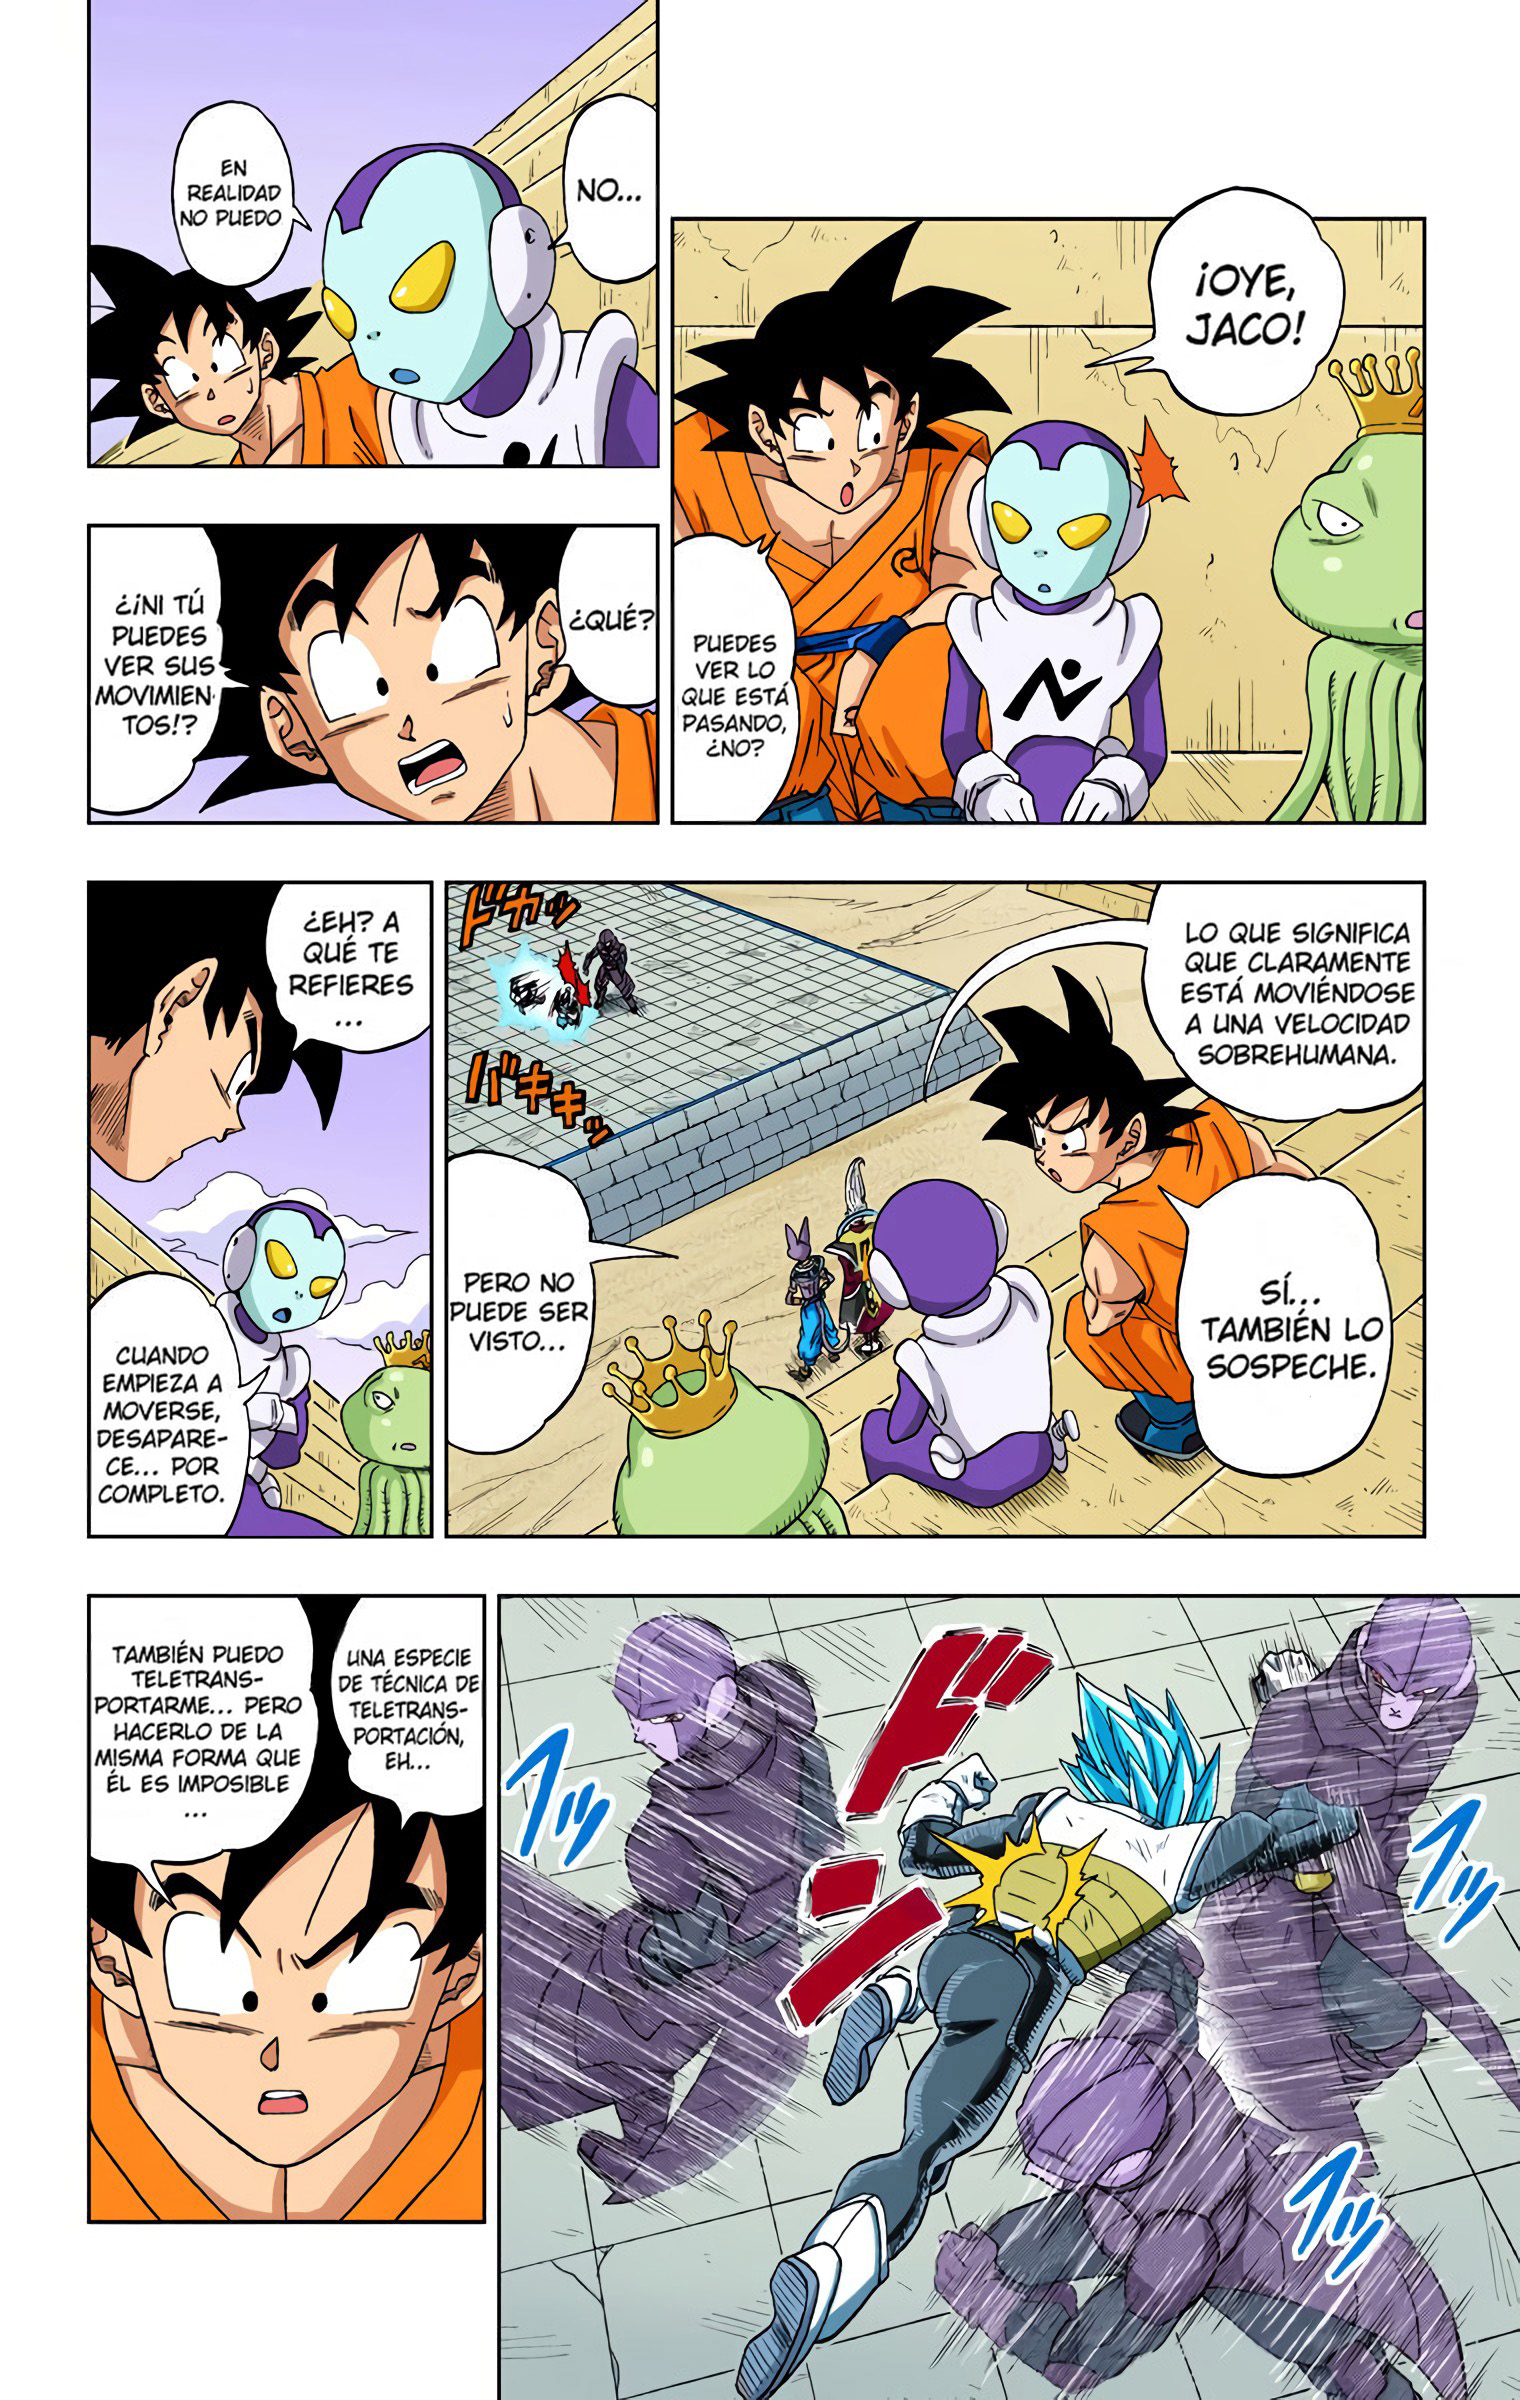 ¡OYE,
JACO!
PUEDES
VER LO
QUE ESTÁ
PASANDO,
¿NO?
NO...
EN
REALIDAD
NO PUEDO
¿QUÉ?
¿¡NI TÚ
PUEDES
VER SUS
MOVIMIEN-
TOS!?
LO QUE SIGNIFICA
QUE CLARAMENTE
ESTÁ MOVIÉNDOSE
A UNA VELOCIDAD
SOBREHUMANA.
SÍ...
TAMBIÉN LO
SOSPECHE.
ドカッ
バキキッ
PERO NO
PUEDE SER
VISTO...
¿EH? A
QUÉ TE
REFIERES
...
CUANDO
EMPIEZA A
MOVERSE,
DESAPARE-
CE... POR
COMPLETO.
フッ
ドシッ
フッ
フッ
UNA ESPECIE
DE TÉCNICA DE
TELETRANS-
PORTACIÓN,
EH...
TAMBIÉN PUEDO
TELETRANS-
PORTARME... PERO
HACERLO DE LA
MISMA FORMA QUE
ÉL ES IMPOSIBLE
...